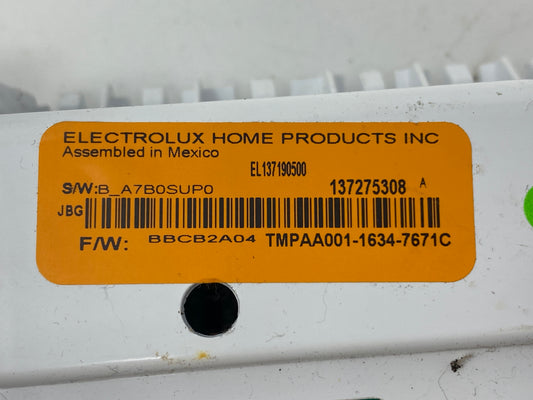 ELECTROLUX HOME PRODUCTS INC
Assembled in Mexico
EL137190500
S/W:B_A7B0SUP0 137275308 A
JBG
F/W: BBCB2A04 TMPAA001-1634-7671C